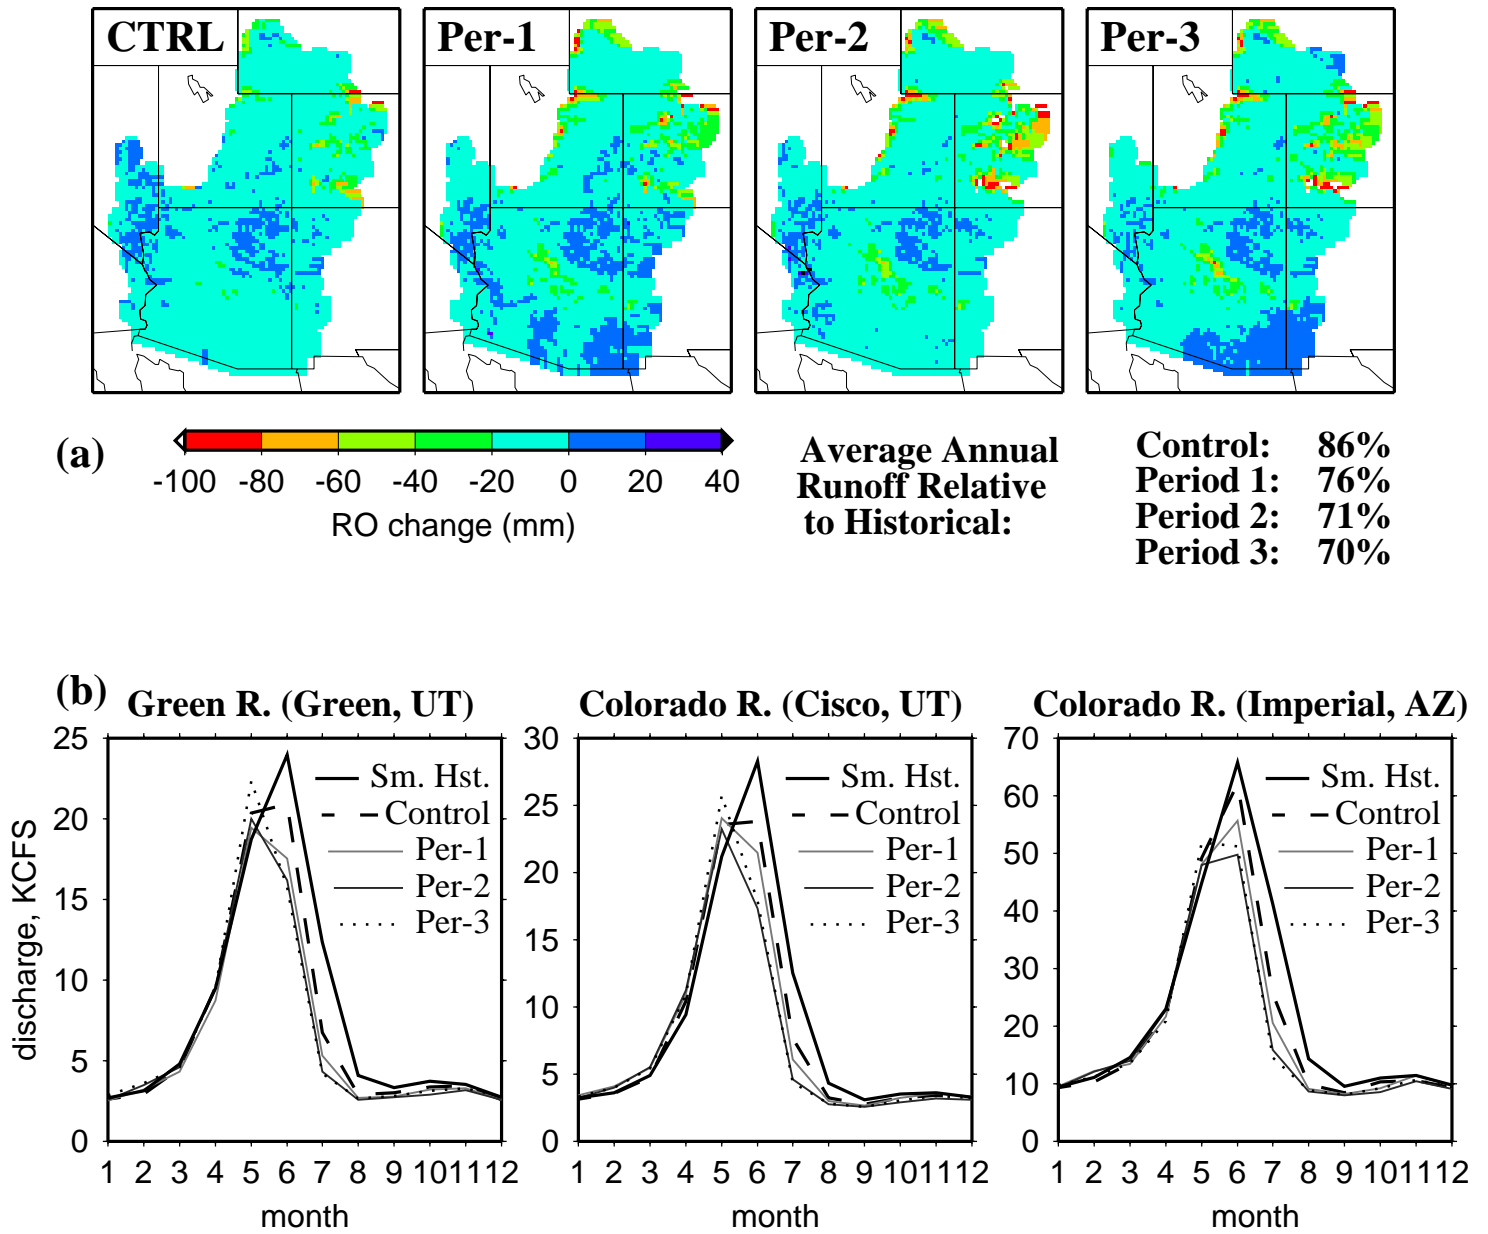 CTRL
Per-1
Per-2
Per-3
(a)
-100 -80 -60 -40 -20 0 20 40
RO change (mm)
Average Annual
Runoff Relative
to Historical:
Control: 86%
Period 1: 76%
Period 2: 71%
Period 3: 70%
(b)
Green R. (Green, UT)
discharge, KCFS
25
20
15
10
5
0
Sm. Hst.
Control
Per-1
Per-2
Per-3
1 2 3 4 5 6 7 8 9 10 11 12
month
Colorado R. (Cisco, UT)
30
25
20
15
10
5
0
Sm. Hst.
Control
Per-1
Per-2
Per-3
1 2 3 4 5 6 7 8 9 10 11 12
month
Colorado R. (Imperial, AZ)
70
60
50
40
30
20
10
0
Sm. Hst.
Control
Per-1
Per-2
Per-3
1 2 3 4 5 6 7 8 9 10 11 12
month